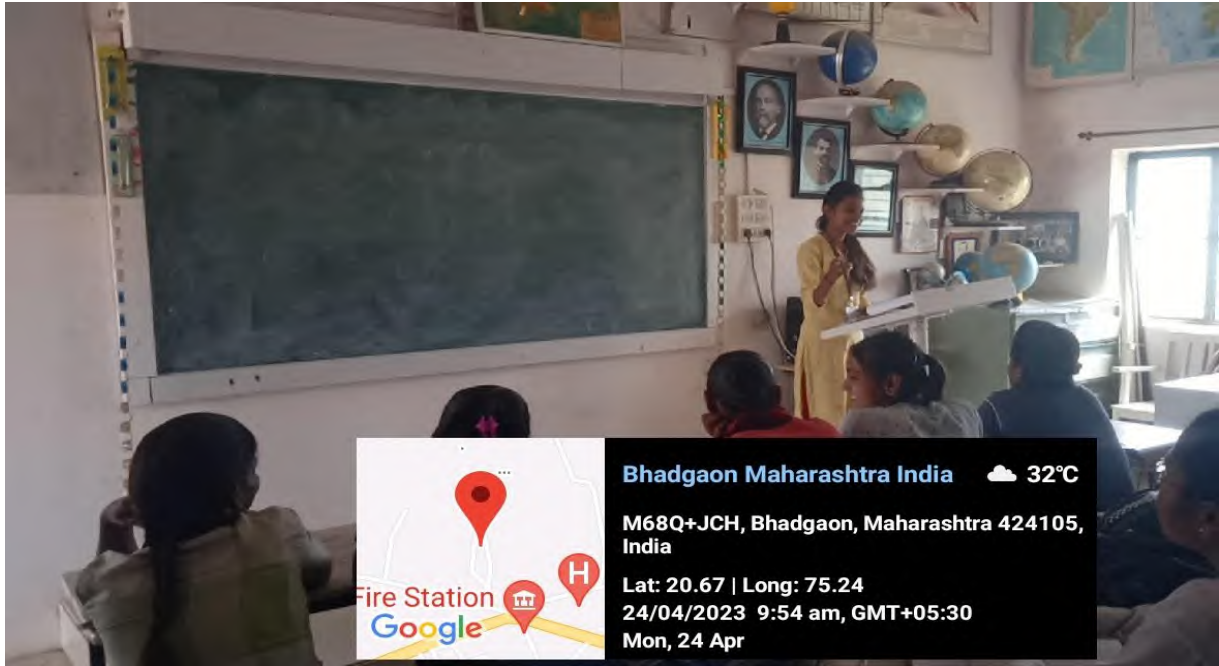 Bhadgaon Maharashtra India 32°C
M68Q+JCH, Bhadgaon, Maharashtra 424105,
India
Lat: 20.67 | Long: 75.24
24/04/2023 9:54 am, GMT+05:30
Mon, 24 Apr
H
Fire Station
Google